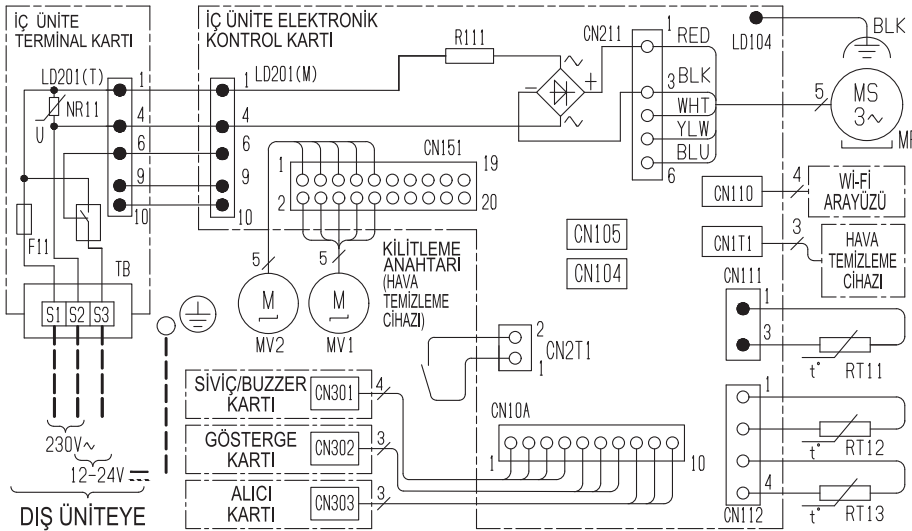 İÇ ÜNİTE
TERMİNAL KARTI
LD201(T)
NR11
U
F11
TB
1
4
6
9
10
S1
S2
S3
230V~
12-24V
DIŞ ÜNİTEYE
İÇ ÜNİTE ELEKTRONİK
KONTROL KARTI
LD201(M)
1
4
6
9
10
R111
CN211
1
3
6
RED
BLK
WHT
YLW
BLU
LD104
BLK
5
MS
3~
CN151
1
19
2
20
5
M
MV2
5
M
MV1
KİLİTLEME
ANAHTARI
(HAVA
TEMİZLEME
CİHAZI)
CN105
CN104
CN2T1
2
1
CN110
4
Wİ-Fİ
ARAYÜZÜ
CN1T1
3
HAVA
TEMİZLEME
CİHAZI
CN111
1
3
t°
RT11
CN112
1
4
t°
RT12
t°
RT13
CN10A
1
10
SİVİÇ/BUZZER
KARTI
CN301
4
GÖSTERGE
KARTI
CN302
3
ALICI
KARTI
CN303
3